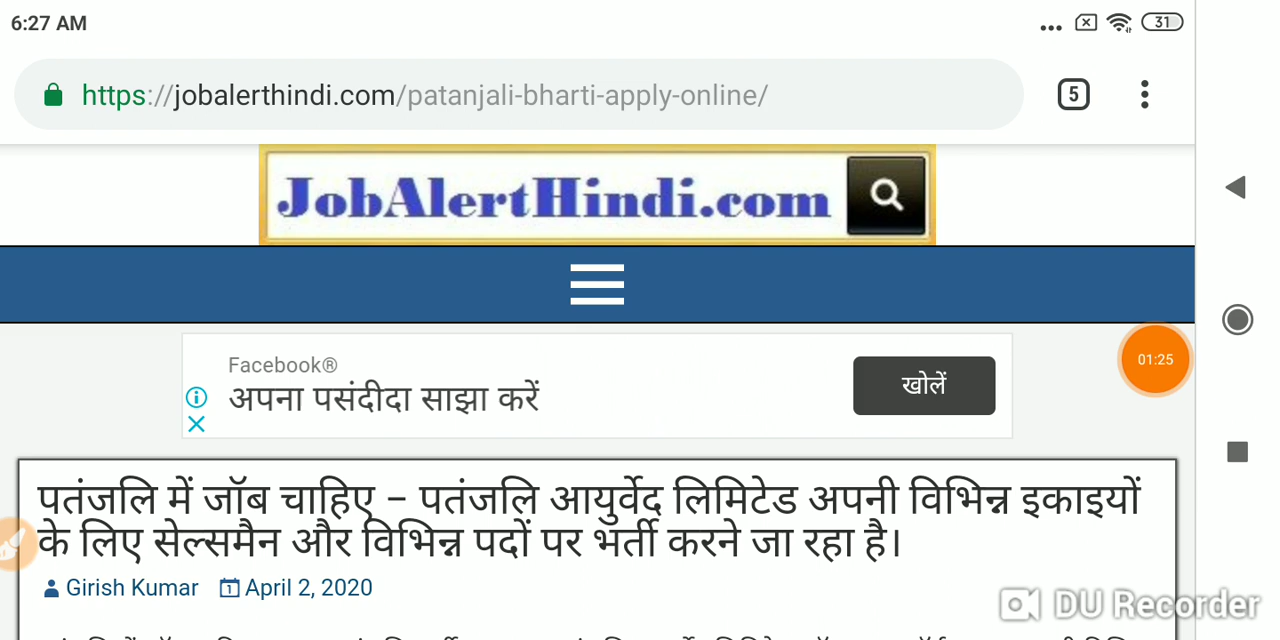 6:27 AM
31
https://jobalerthindi.com/patanjali-bharti-apply-online/
5
JobAlertHindi.com
Facebook®
अपना पसंदीदा साझा करें
खोलें
01:25
पतंजलि में जॉब चाहिए – पतंजलि आयुर्वेद लिमिटेड अपनी विभिन्न इकाइयों
के लिए सेल्समैन और विभिन्न पदों पर भर्ती करने जा रहा है।
Girish Kumar April 2, 2020
DU Recorder